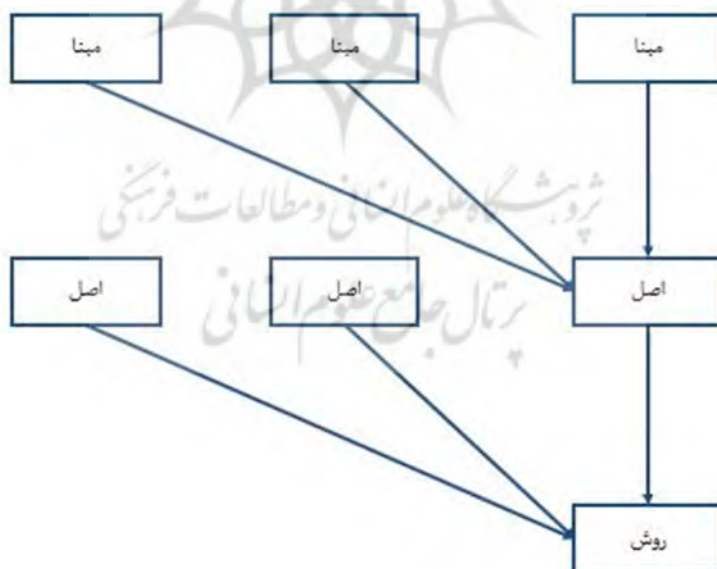 مبنا
مبنا
مبنا
پژوهشگاه علوم انسانی و مطالعات فرهنگی
اصل
اصل
اصل
پرتال جامع علوم انسانی
روش